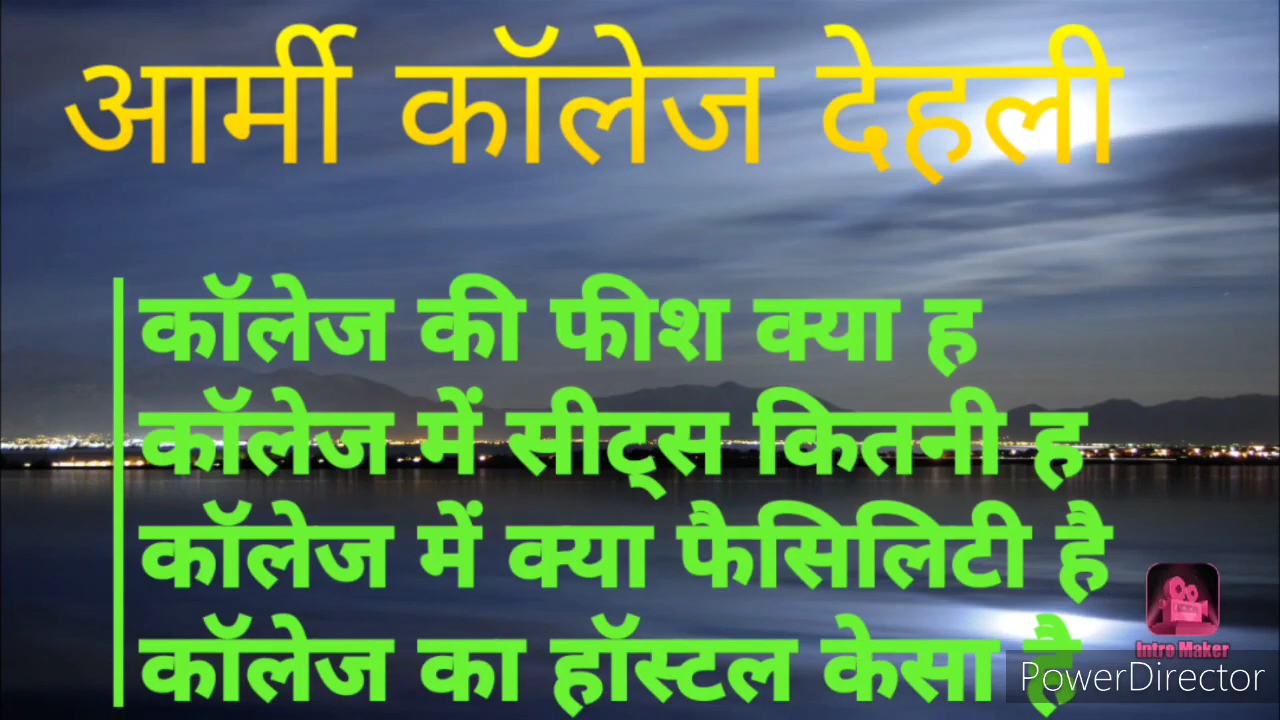 आर्मी कॉलेज देहली
कॉलेज की फीश क्या ह
कॉलेज में सीट्स कितनी ह
कॉलेज में क्या फैसिलिटी है
कॉलेज का हॉस्टल केसा है
Intro Maker
PowerDirector